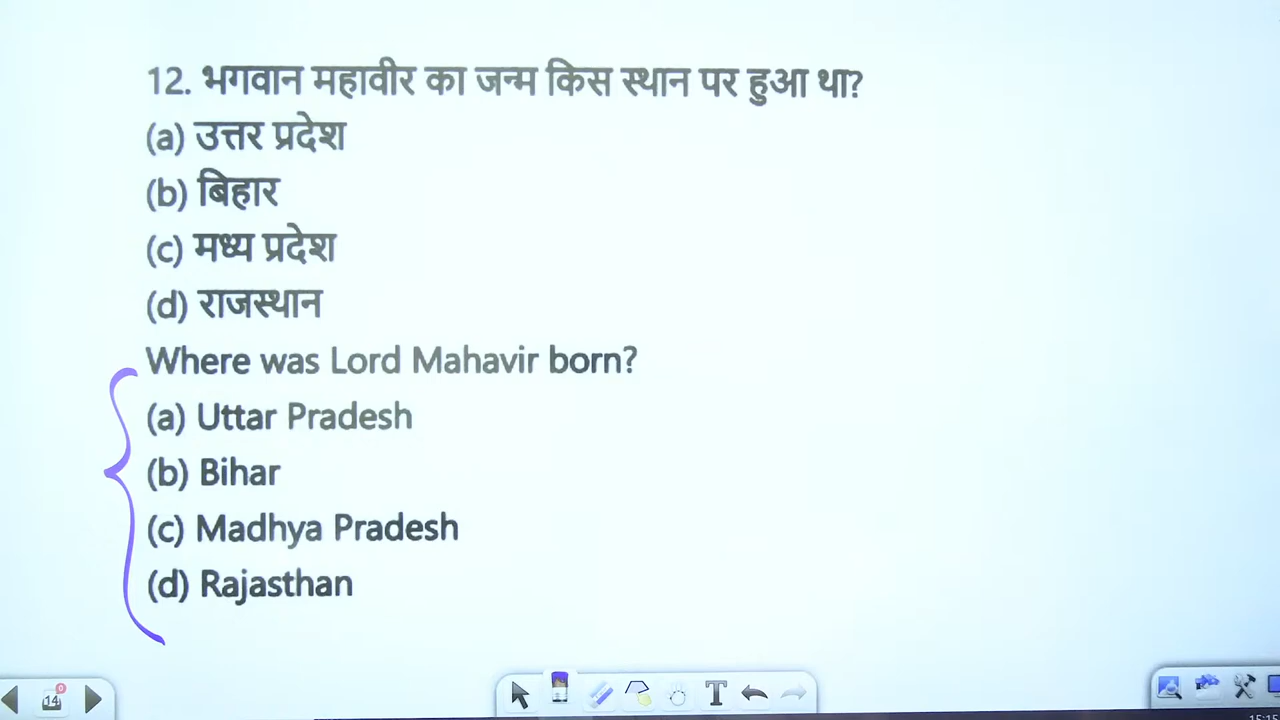 12. भगवान महावीर का जन्म किस स्थान पर हुआ था?
(a) उत्तर प्रदेश
(b) बिहार
(c) मध्य प्रदेश
(d) राजस्थान
Where was Lord Mahavir born?
(a) Uttar Pradesh
(b) Bihar
(c) Madhya Pradesh
(d) Rajasthan
14
0
T